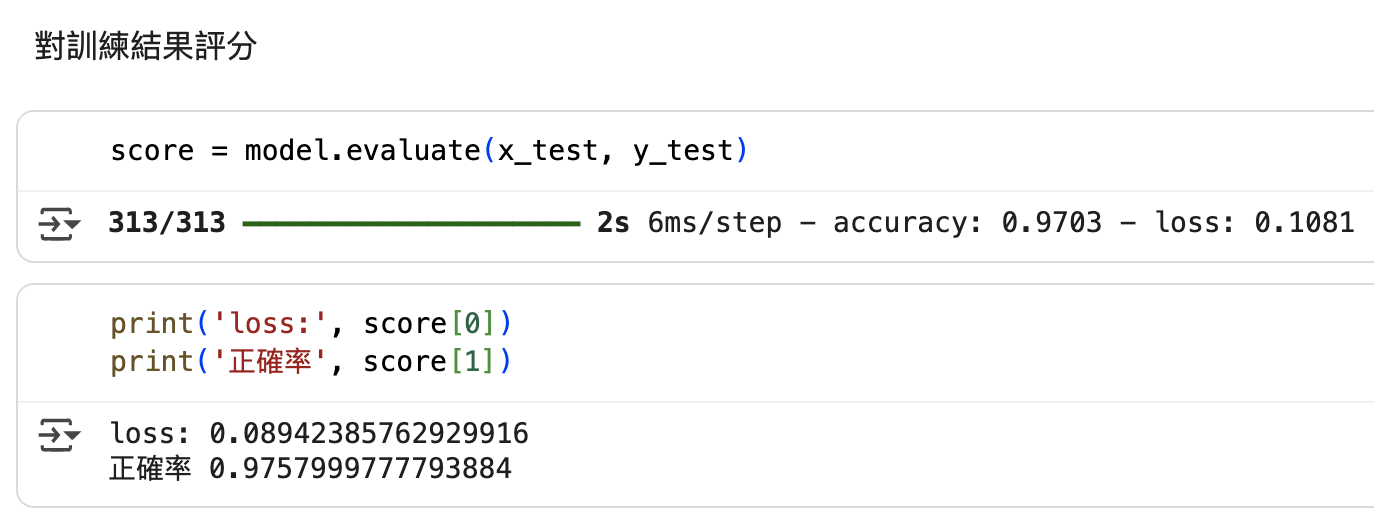 對訓練結果評分
score = model.evaluate(x_test, y_test)
313/313 ━━━━━━━━━━━━━━━━━━━━ 2s 6ms/step - accuracy: 0.9703 - loss: 0.1081
print('loss:', score[0])
print('正確率', score[1])
loss: 0.08942385762929916
正確率 0.9757999777793884